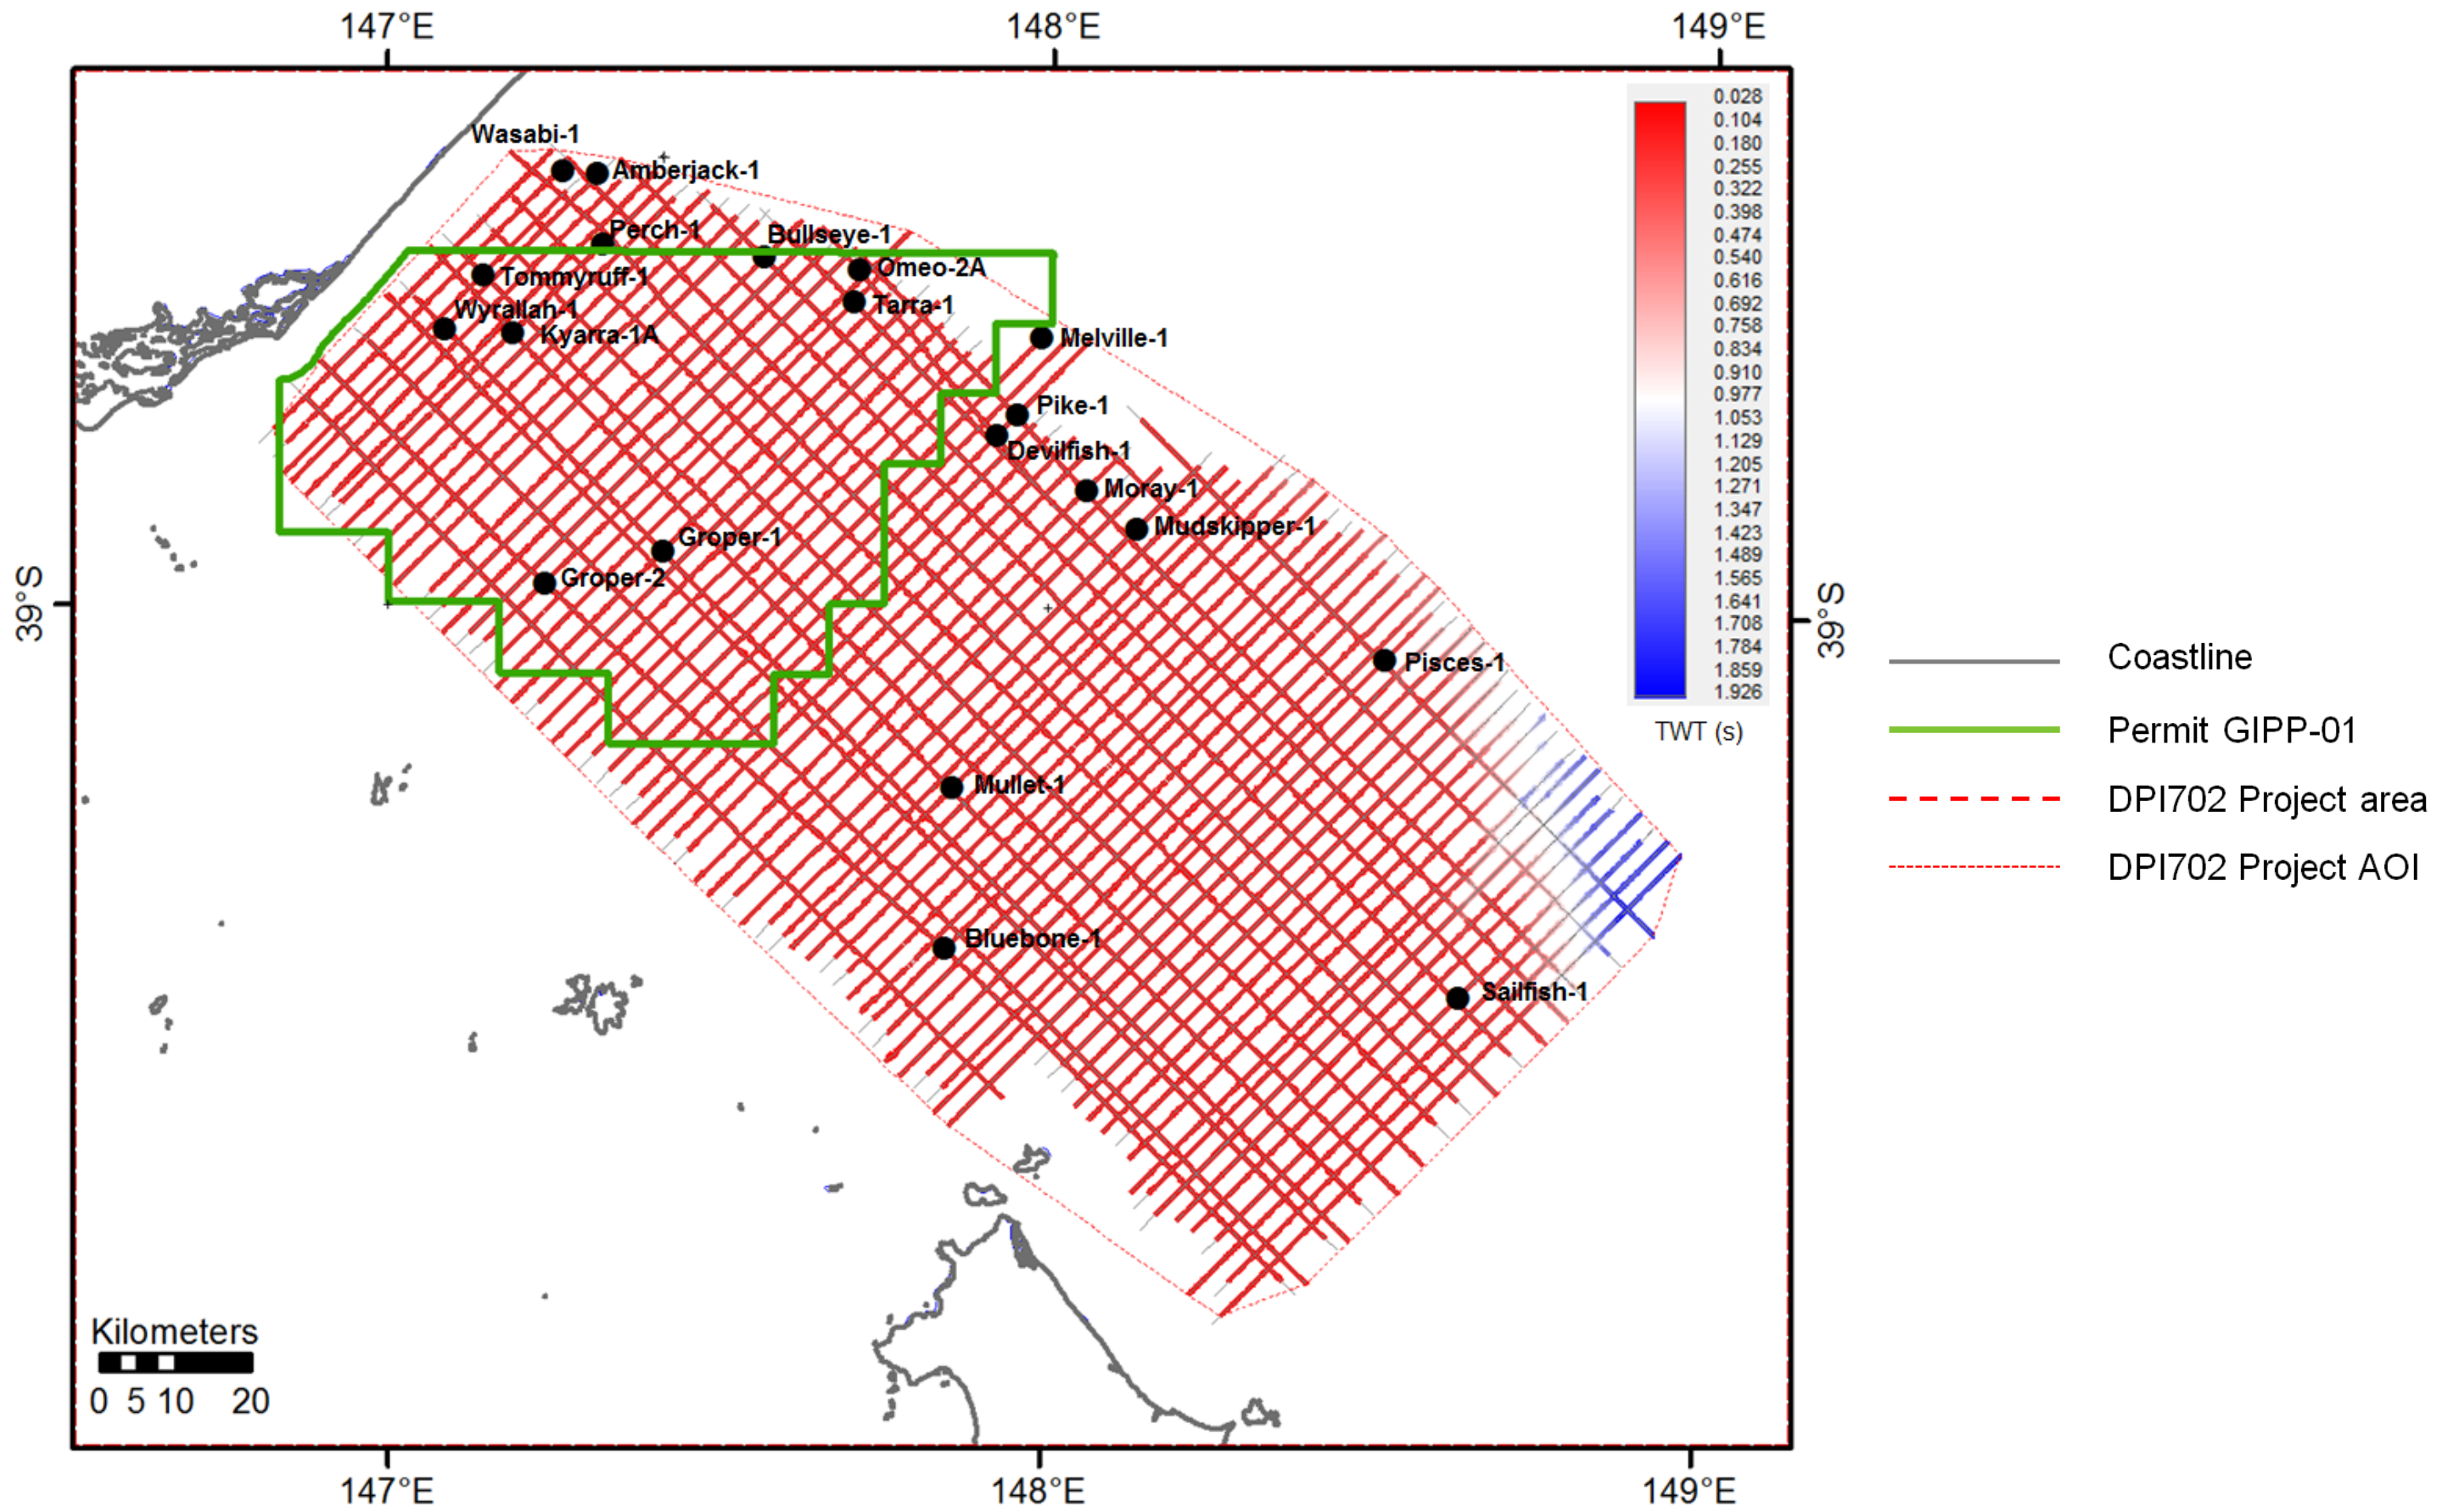 147°E
148°E
149°E
Wasabi-1
Amberjack-1
Perch-1
Bullseye-1
Tommyruff-1
Omeo-2A
Wyrallah-1
Tarra-1
Kyarra-1A
Melville-1
Pike-1
Devilfish-1
Moray-1
Mudskipper-1
Groper-1
Groper-2
Pisces-1
Mullet-1
Bluebone-1
Sailfish-1
0.028
0.104
0.180
0.255
0.322
0.398
0.474
0.540
0.616
0.692
0.758
0.834
0.910
0.977
1.053
1.129
1.205
1.271
1.347
1.423
1.489
1.565
1.641
1.708
1.784
1.859
1.926
TWT (s)
39°S
39°S
Coastline
Permit GIPP-01
DPI702 Project area
DPI702 Project AOI
Kilometers
0 5 10 20
147°E
148°E
149°E